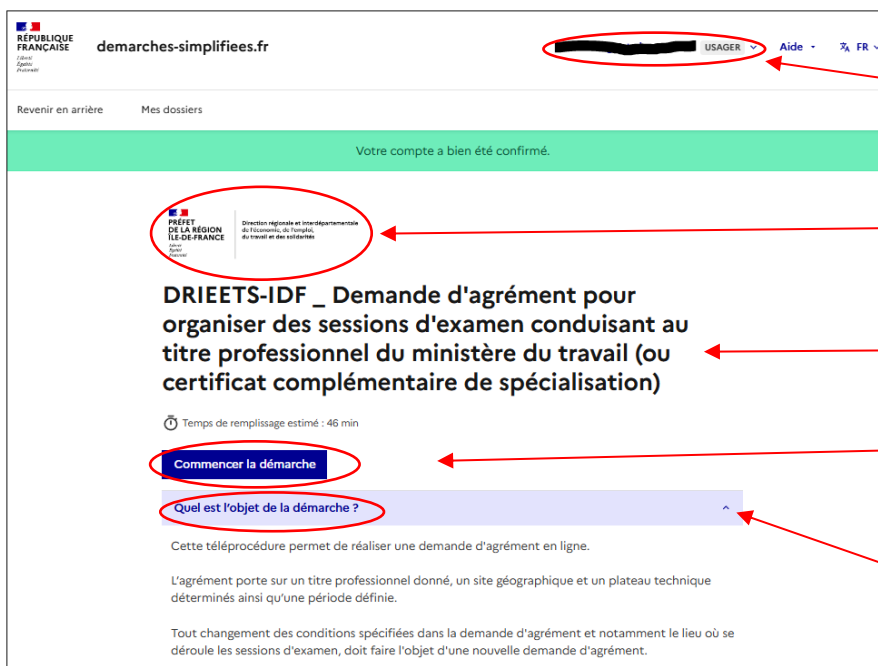 RÉPUBLIQUE
FRANÇAISE
Liberté
Égalité
Fraternité
demarches-simplifiees.fr
USAGER
Aide
FR
Revenir en arrière
Mes dossiers
Votre compte a bien été confirmé.
PRÉFET
DE LA RÉGION
ÎLE-DE-FRANCE
Liberté
Égalité
Fraternité
Direction régionale et interdépartementale
de l'économie, de l'emploi,
du travail et des solidarités
DRIEETS-IDF _ Demande d'agrément pour
organiser des sessions d'examen conduisant au
titre professionnel du ministère du travail (ou
certificat complémentaire de spécialisation)
Temps de remplissage estimé : 46 min
Commencer la démarche
Quel est l'objet de la démarche ?
Cette téléprocédure permet de réaliser une demande d'agrément en ligne.
L'agrément porte sur un titre professionnel donné, un site géographique et un plateau technique
déterminés ainsi qu'une période définie.
Tout changement des conditions spécifiées dans la demande d'agrément et notamment le lieu où se
déroule les sessions d'examen, doit faire l'objet d'une nouvelle demande d'agrément.